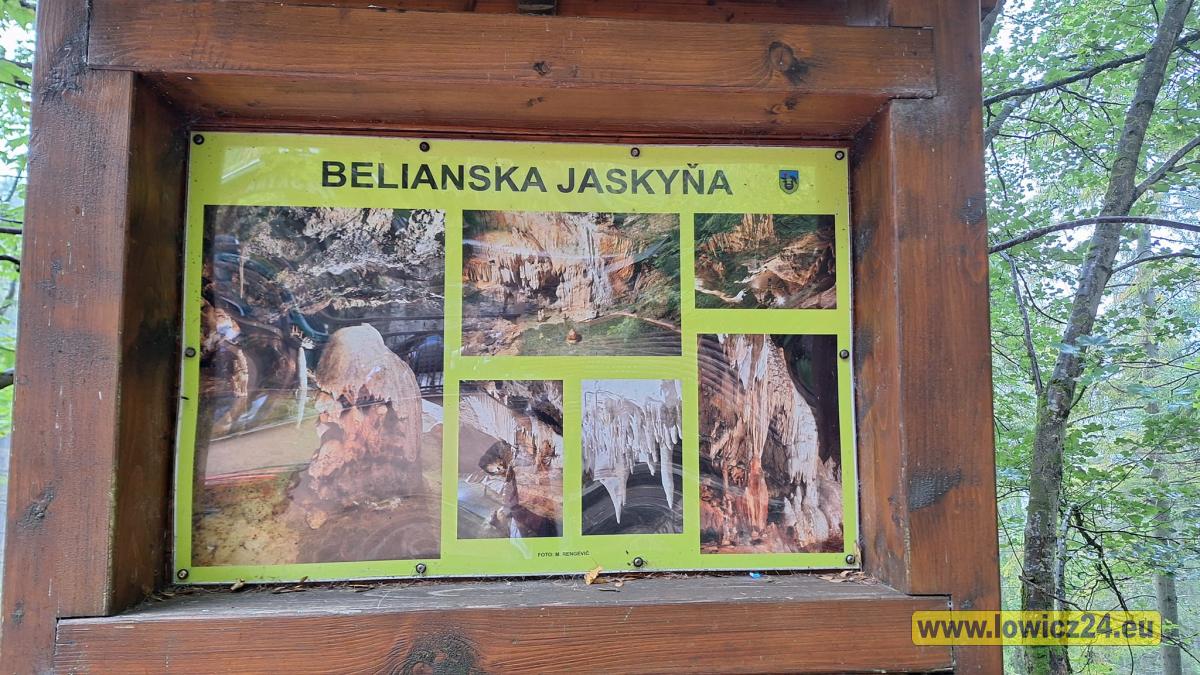 BELIANSKA JASKYŇA
FOTO: M. RENGEVIČ
www.lowicz24.eu